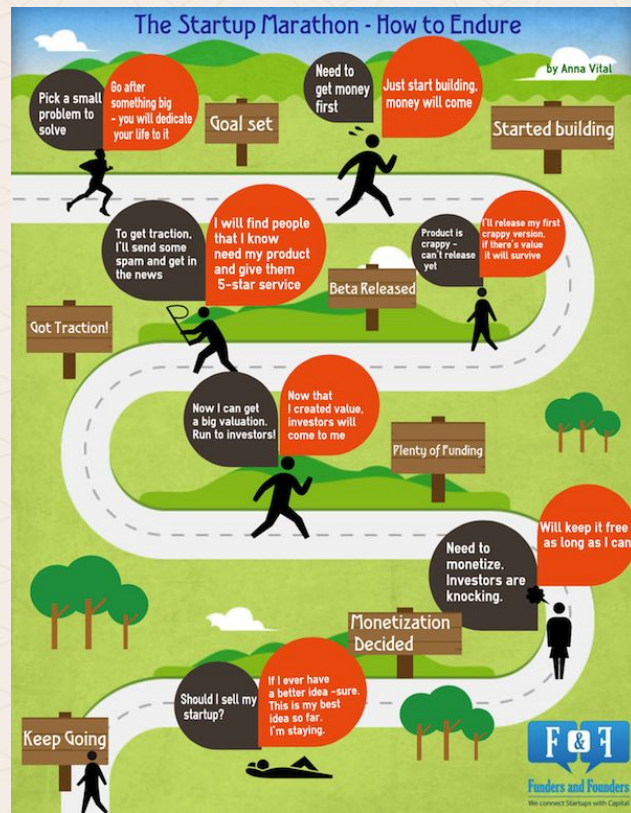 The Startup Marathon - How to Endure
by Anna Vital
Pick a small
problem to
solve
Go after
something big
- you will dedicate
your life to it
Goal set
Need to
get money
first
Just start building,
money will come
Started building
Product is
crappy -
can't release
yet
I'll release my first
crappy version,
if there's value
it will survive
Beta Released
To get traction,
I'll send some
spam and get in
the news
I will find people
that I know
need my product
and give them
5-star service
Got Traction!
Now I can get
a big valuation.
Run to investors!
Now that
I created value,
investors will
come to me
Plenty of Funding
Need to
monetize.
Investors are
knocking.
Will keep it free
as long as I can
Monetization
Decided
Should I sell my
startup?
If I ever have
a better idea -sure.
This is my best
idea so far.
I'm staying.
Keep Going
F & F
Funders and Founders
We connect Startups with Capital